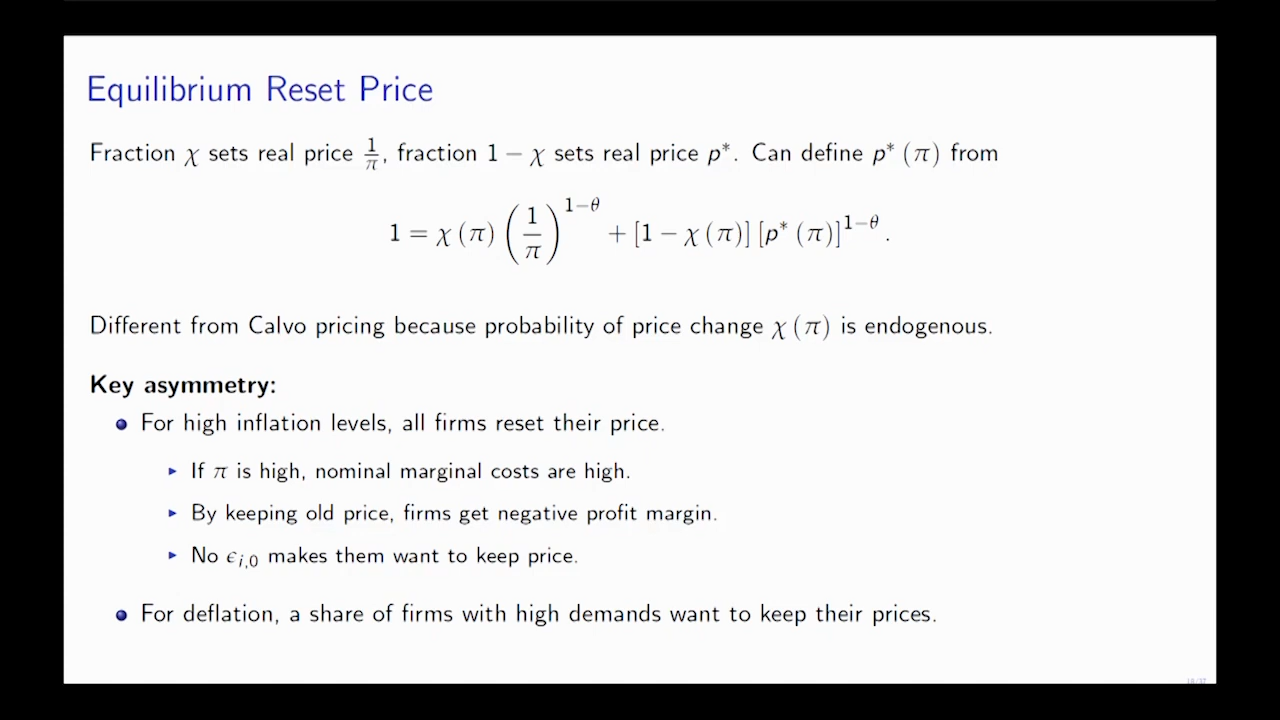 Equilibrium Reset Price
Fraction χ sets real price 1/π, fraction 1 − χ sets real price p*. Can define p* (π) from
1 = χ (π) (1/π)^{1−θ} + [1 − χ (π)] [p* (π)]^{1−θ} .
Different from Calvo pricing because probability of price change χ (π) is endogenous.
Key asymmetry:
For high inflation levels, all firms reset their price.
If π is high, nominal marginal costs are high.
By keeping old price, firms get negative profit margin.
No ϵ_{i,0} makes them want to keep price.
For deflation, a share of firms with high demands want to keep their prices.